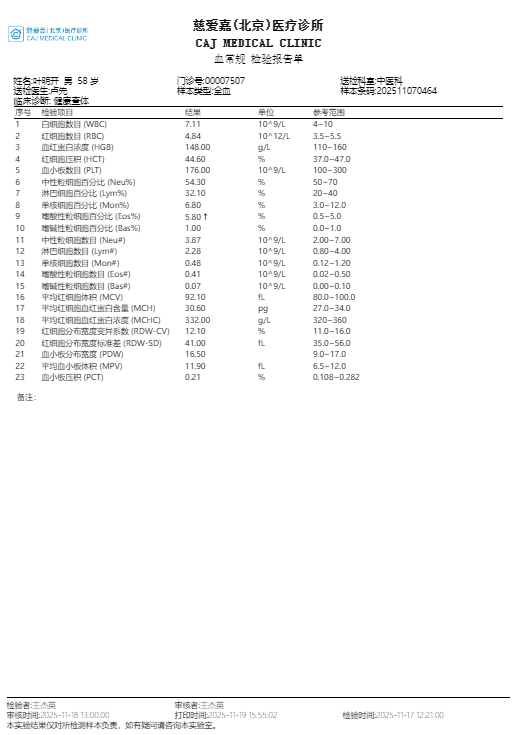 慈爱嘉(北京)医疗诊所
CAJ MEDICAL CLINIC
慈爱嘉(北京)医疗诊所
CAJ MEDICAL CLINIC
血常规 检验报告单
姓名:叶明开 男 58 岁 门诊号:00007507 送检科室:中医科
送检医生:卢先 样本类型:全血 样本条码:202511070464
临床诊断: 健康查体
序号 检验项目 结果 单位 参考范围
1 白细胞数目 (WBC) 7.11 10^9/L 4~10
2 红细胞数目 (RBC) 4.84 10^12/L 3.5~5.5
3 血红蛋白浓度 (HGB) 148.00 g/L 110~160
4 红细胞压积 (HCT) 44.60 % 37.0~47.0
5 血小板数目 (PLT) 176.00 10^9/L 100~300
6 中性粒细胞百分比 (Neu%) 54.30 % 50~70
7 淋巴细胞百分比 (Lym%) 32.10 % 20~40
8 单核细胞百分比 (Mon%) 6.80 % 3.0~12.0
9 嗜酸性粒细胞百分比 (Eos%) 5.80↑ % 0.5~5.0
10 嗜碱性粒细胞百分比 (Bas%) 1.00 % 0.0~1.0
11 中性粒细胞数目 (Neu#) 3.87 10^9/L 2.00~7.00
12 淋巴细胞数目 (Lym#) 2.28 10^9/L 0.80~4.00
13 单核细胞数目 (Mon#) 0.48 10^9/L 0.12~1.20
14 嗜酸性粒细胞数目 (Eos#) 0.41 10^9/L 0.02~0.50
15 嗜碱性粒细胞数目 (Bas#) 0.07 10^9/L 0.00~0.10
16 平均红细胞体积 (MCV) 92.10 fL 80.0~100.0
17 平均红细胞血红蛋白含量 (MCH) 30.60 pg 27.0~34.0
18 平均红细胞血红蛋白浓度 (MCHC) 332.00 g/L 320~360
19 红细胞分布宽度变异系数 (RDW-CV) 12.10 % 11.0~16.0
20 红细胞分布宽度标准差 (RDW-SD) 41.00 fL 35.0~56.0
21 血小板分布宽度 (PDW) 16.50 9.0~17.0
22 平均血小板体积 (MPV) 11.90 fL 6.5~12.0
23 血小板压积 (PCT) 0.21 % 0.108~0.282
备注:
检验者:王杰英 审核者:王杰英
审核时间:2025-11-18 13:00:00 打印时间:2025-11-19 15:55:02 检验时间:2025-11-17 12:21:00
本实验结果仅对所检测样本负责，如有疑问请咨询本实验室。